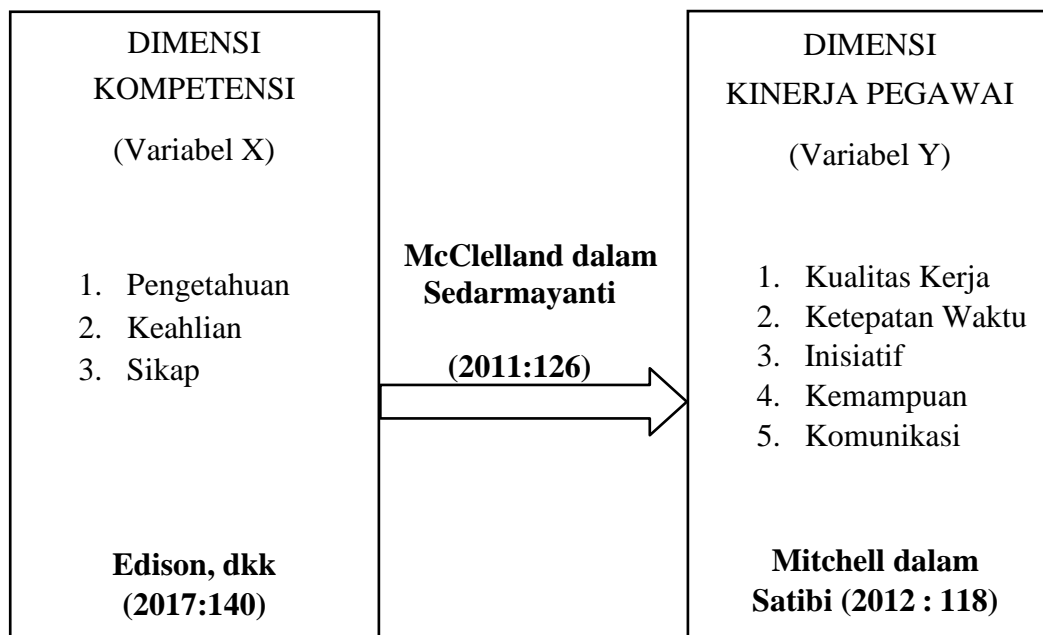 DIMENSI
KOMPETENSI
(Variabel X)
1. Pengetahuan
2. Keahlian
3. Sikap
Edison, dkk
(2017:140)
McClelland dalam
Sedarmayanti
(2011:126)
DIMENSI
KINERJA PEGAWAI
(Variabel Y)
1. Kualitas Kerja
2. Ketepatan Waktu
3. Inisiatif
4. Kemampuan
5. Komunikasi
Mitchell dalam
Satibi (2012 : 118)